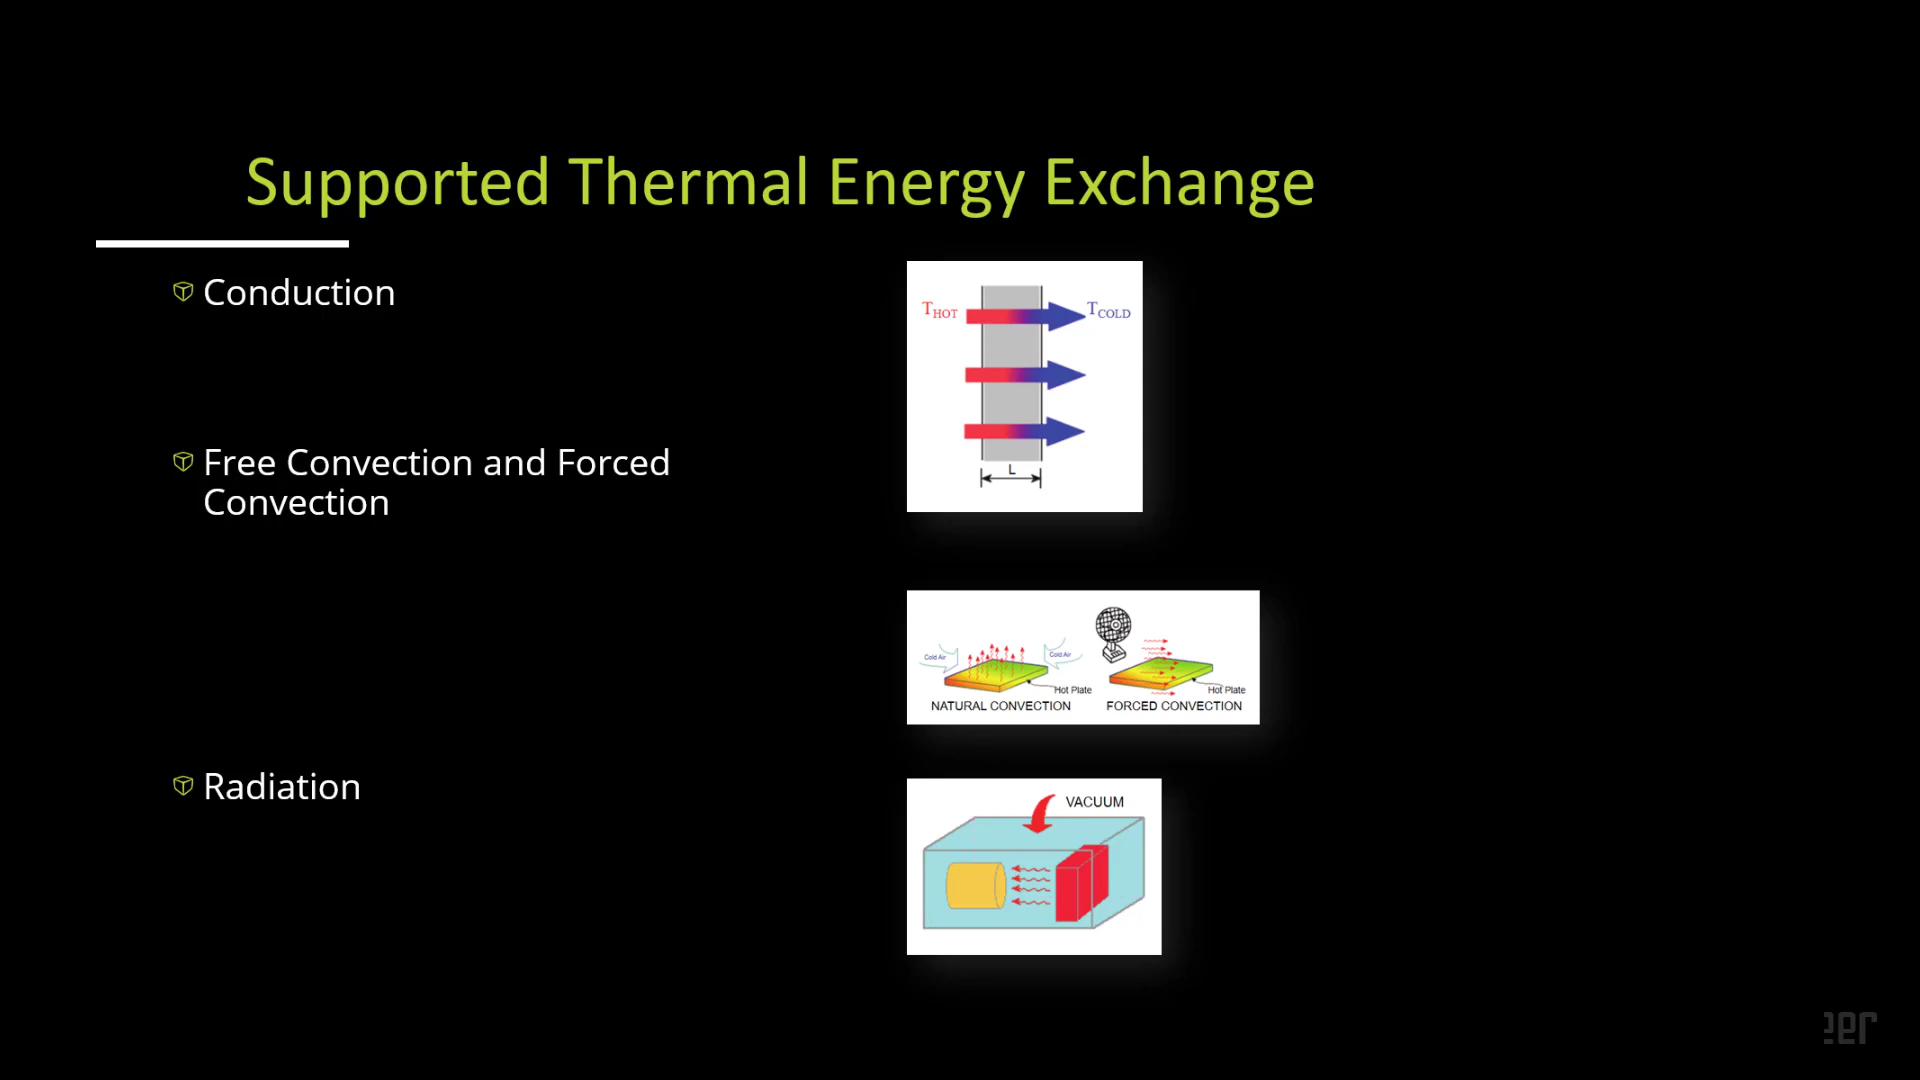 Supported Thermal Energy Exchange
Conduction
T_HOT T_COLD
L
Free Convection and Forced
Convection
Cold Air Cold Air
Hot Plate Hot Plate
NATURAL CONVECTION FORCED CONVECTION
Radiation
VACUUM